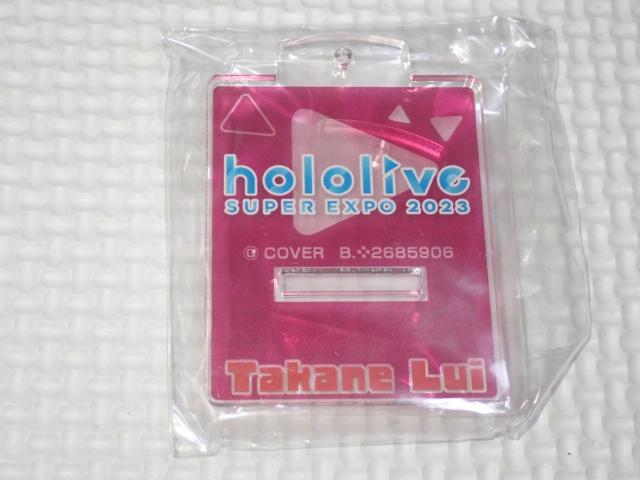 hololive
SUPER EXPO 2023
© COVER B.⁘2685906
Takane Lui